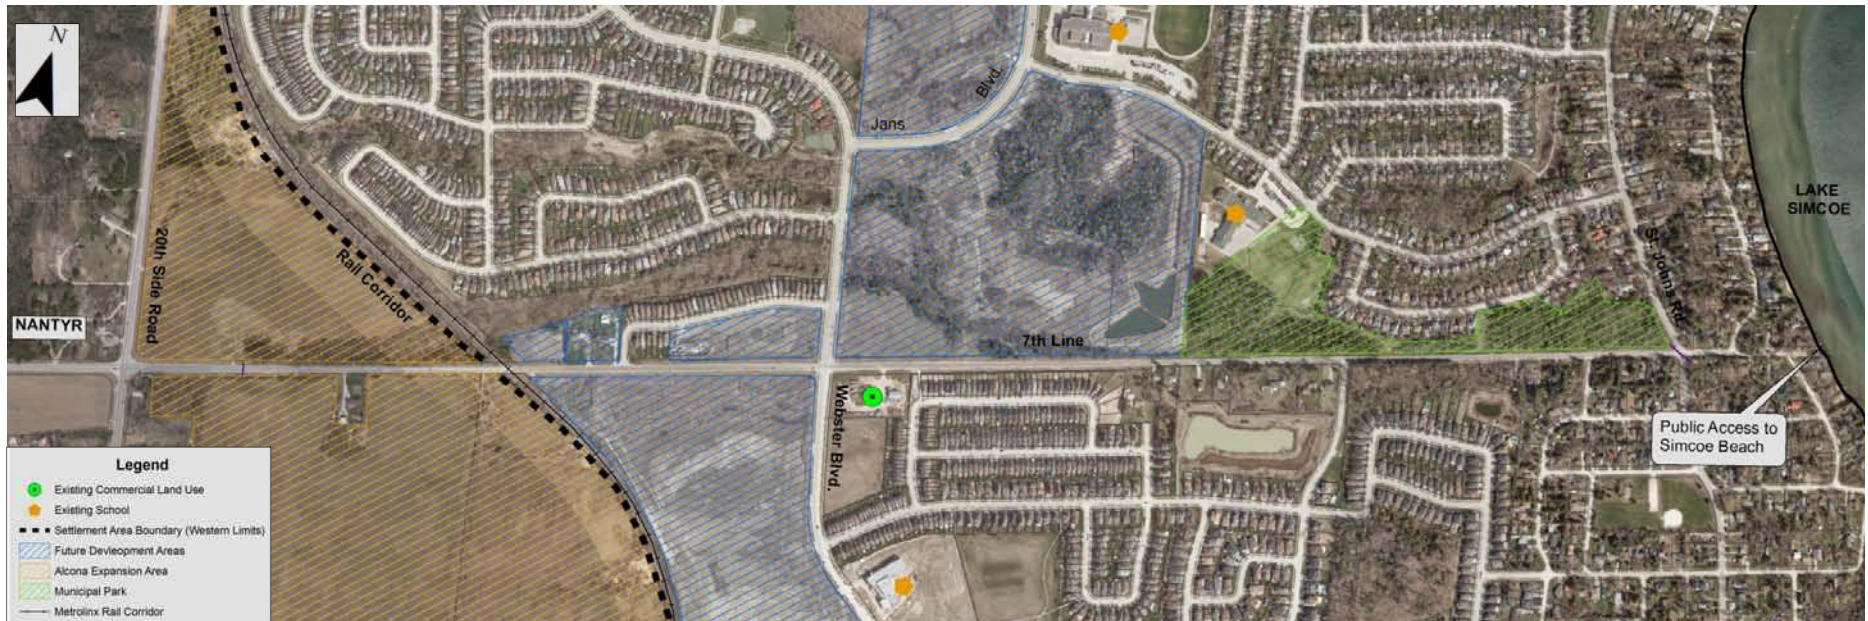 N
Jans
Blvd.
LAKE
SIMCOE
20th Side Road
Rail Corridor
St. Johns Rd.
NANTYR
7th Line
Webster Blvd.
Public Access to
Simcoe Beach
Legend
Existing Commercial Land Use
Existing School
Settlement Area Boundary (Western Limits)
Future Devleopment Areas
Alcona Expansion Area
Municipal Park
Metrolinx Rail Corridor